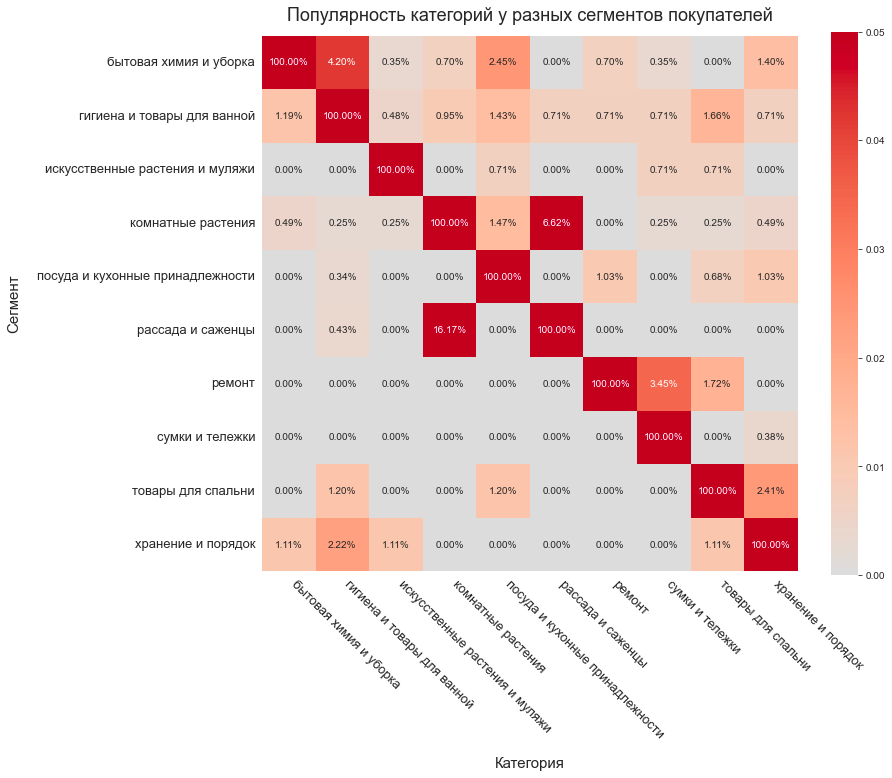 Популярность категорий у разных сегментов покупателей
бытовая химия и уборка 100.00% 4.20% 0.35% 0.70% 2.45% 0.00% 0.70% 0.35% 0.00% 1.40%
гигиена и товары для ванной 1.19% 100.00% 0.48% 0.95% 1.43% 0.71% 0.71% 0.71% 1.66% 0.71%
искусственные растения и муляжи 0.00% 0.00% 100.00% 0.00% 0.71% 0.00% 0.00% 0.71% 0.71% 0.00%
комнатные растения 0.49% 0.25% 0.25% 100.00% 1.47% 6.62% 0.00% 0.25% 0.25% 0.49%
посуда и кухонные принадлежности 0.00% 0.34% 0.00% 0.00% 100.00% 0.00% 1.03% 0.00% 0.68% 1.03%
рассада и саженцы 0.00% 0.43% 0.00% 16.17% 0.00% 100.00% 0.00% 0.00% 0.00% 0.00%
ремонт 0.00% 0.00% 0.00% 0.00% 0.00% 0.00% 100.00% 3.45% 1.72% 0.00%
сумки и тележки 0.00% 0.00% 0.00% 0.00% 0.00% 0.00% 0.00% 100.00% 0.00% 0.38%
товары для спальни 0.00% 1.20% 0.00% 0.00% 1.20% 0.00% 0.00% 0.00% 100.00% 2.41%
хранение и порядок 1.11% 2.22% 1.11% 0.00% 0.00% 0.00% 0.00% 0.00% 1.11% 100.00%
Сегмент
бытовая химия и уборка
гигиена и товары для ванной
искусственные растения и муляжи
комнатные растения
посуда и кухонные принадлежности
рассада и саженцы
ремонт
сумки и тележки
товары для спальни
хранение и порядок
Категория
0.05
0.04
0.03
0.02
0.01
0.00